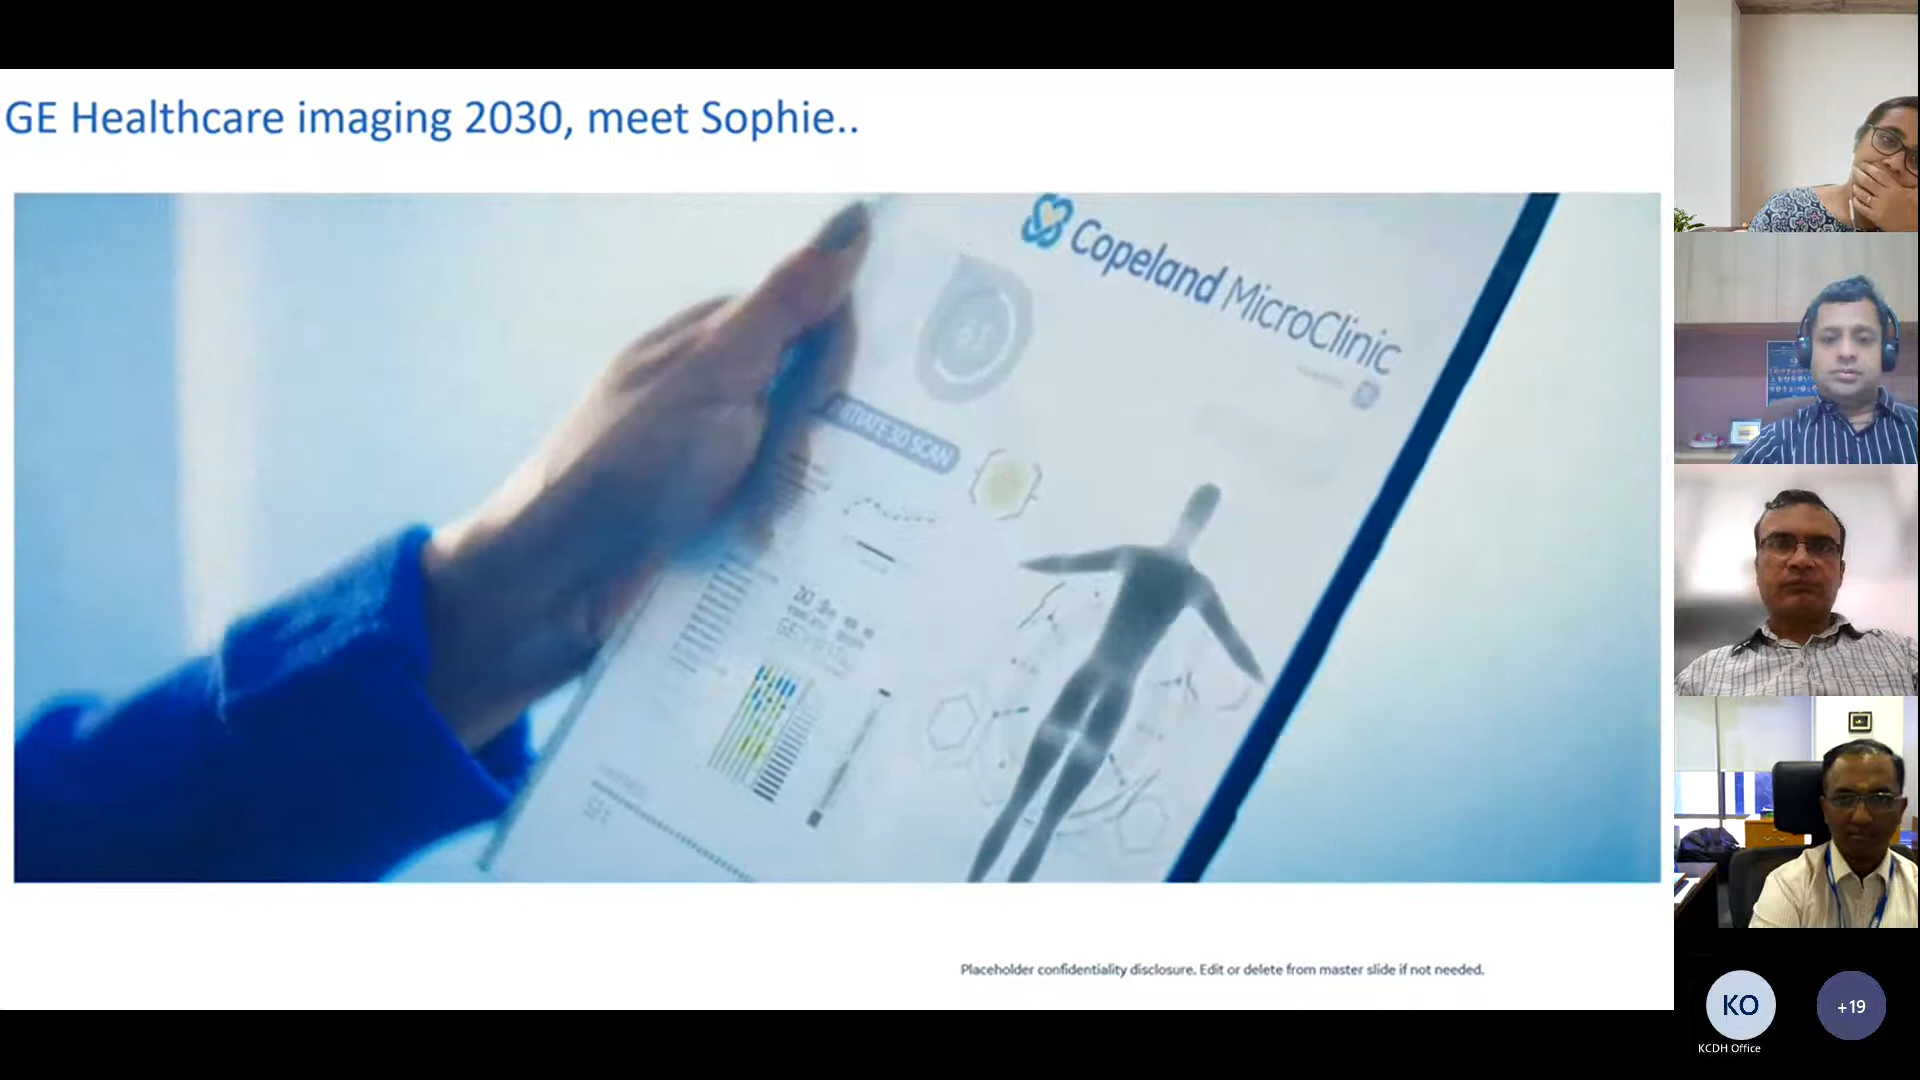 GE Healthcare imaging 2030, meet Sophie..
Copeland MicroClinic
SCAN
Placeholder confidentiality disclosure. Edit or delete from master slide if not needed.
KO
+19
KCDH Office